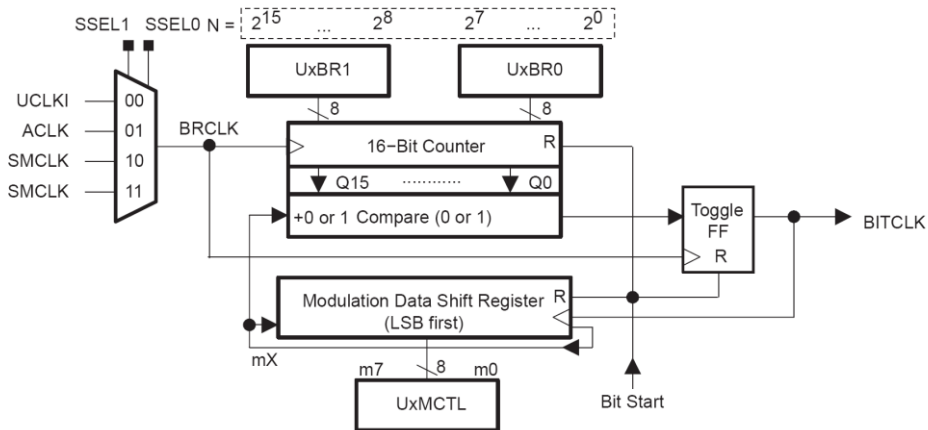 SSEL1 SSEL0 N = 2^15 ... 2^8 2^7 ... 2^0
UxBR1 UxBR0
8 8
UCLKI 00
ACLK 01
SMCLK 10
SMCLK 11
BRCLK
16−Bit Counter R
Q15 ............ Q0
+0 or 1 Compare (0 or 1)
Toggle
FF
R
BITCLK
Modulation Data Shift Register R
(LSB first)
mX
m7 8 m0
UxMCTL
Bit Start